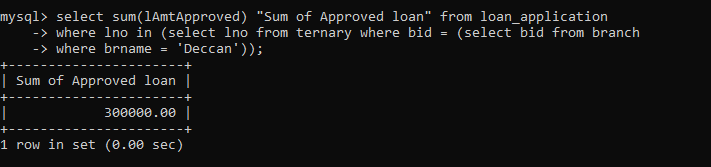 mysql> select sum(lAmtApproved) "Sum of Approved loan" from loan_application
    -> where lno in (select lno from ternary where bid = (select bid from branch
    -> where brname = 'Deccan'));
+----------------------+
| Sum of Approved loan |
+----------------------+
|            300000.00 |
+----------------------+
1 row in set (0.00 sec)